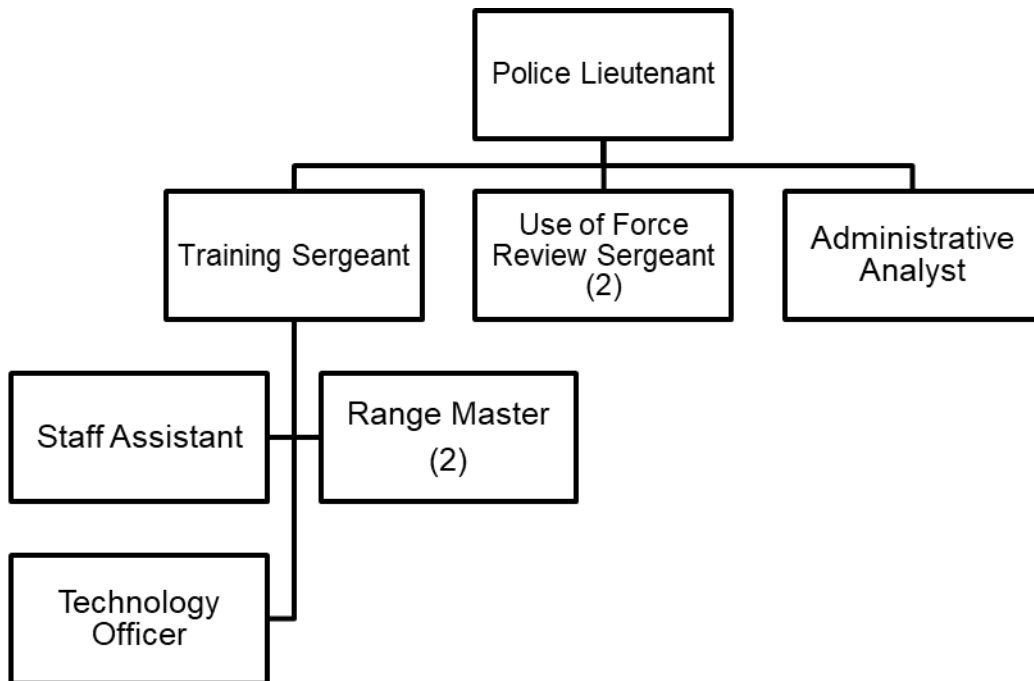 Police Lieutenant
Training Sergeant
Use of Force
Review Sergeant
(2)
Administrative
Analyst
Staff Assistant
Range Master
(2)
Technology
Officer